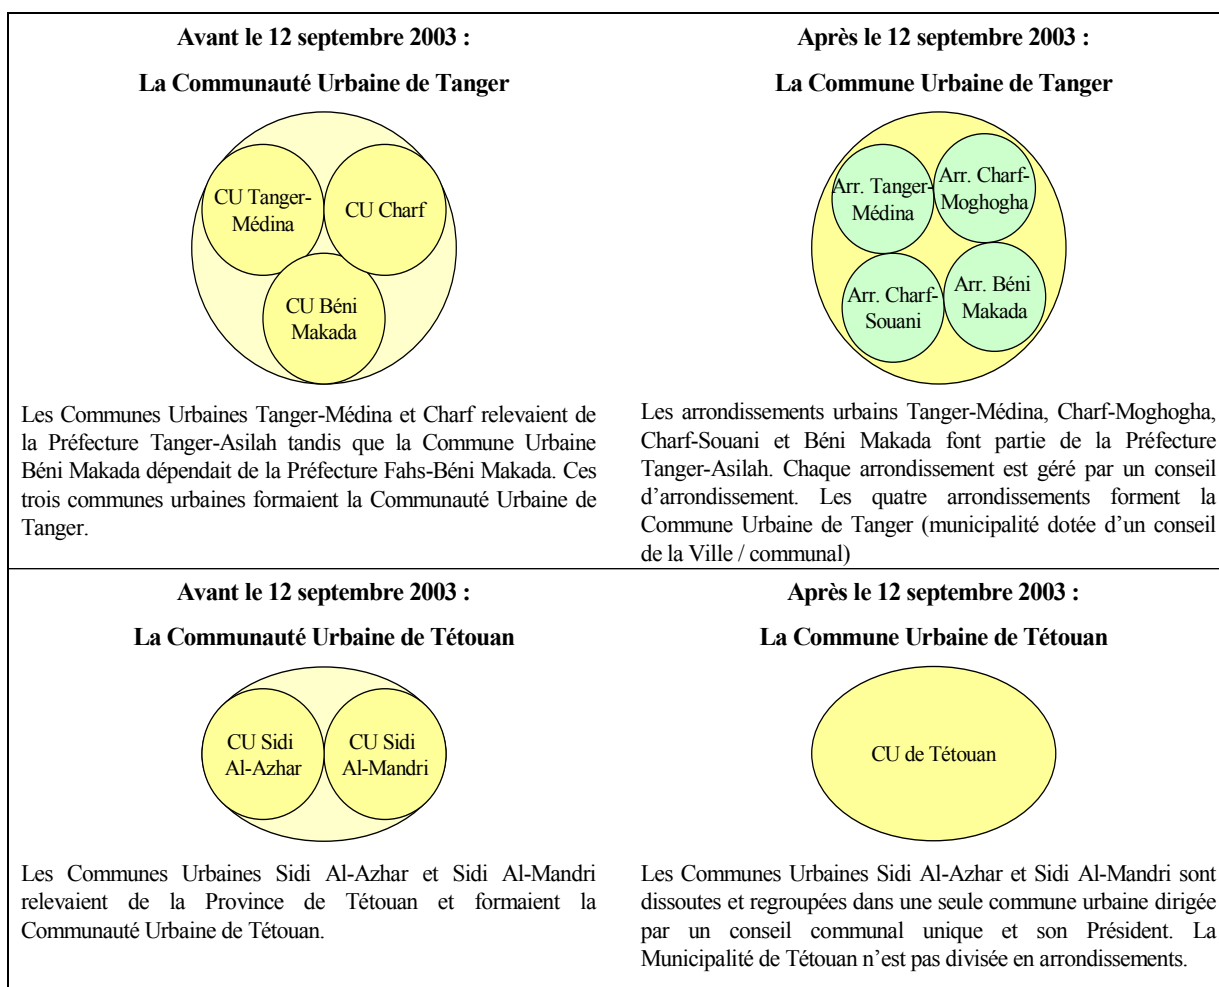 Avant le 12 septembre 2003 :
La Communauté Urbaine de Tanger
CU Tanger-
Médina
CU Charf
CU Béni
Makada
Les Communes Urbaines Tanger-Médina et Charf relevaient de
la Préfecture Tanger-Asilah tandis que la Commune Urbaine
Béni Makada dépendait de la Préfecture Fahs-Béni Makada. Ces
trois communes urbaines formaient la Communauté Urbaine de
Tanger.
Après le 12 septembre 2003 :
La Commune Urbaine de Tanger
Arr. Tanger-
Médina
Arr. Charf-
Moghogha
Arr. Charf-
Souani
Arr. Béni
Makada
Les arrondissements urbains Tanger-Médina, Charf-Moghogha,
Charf-Souani et Béni Makada font partie de la Préfecture
Tanger-Asilah. Chaque arrondissement est géré par un conseil
d’arrondissement. Les quatre arrondissements forment la
Commune Urbaine de Tanger (municipalité dotée d’un conseil
de la Ville / communal)
Avant le 12 septembre 2003 :
La Communauté Urbaine de Tétouan
CU Sidi
Al-Azhar
CU Sidi
Al-Mandri
Les Communes Urbaines Sidi Al-Azhar et Sidi Al-Mandri
relevaient de la Province de Tétouan et formaient la
Communauté Urbaine de Tétouan.
Après le 12 septembre 2003 :
La Commune Urbaine de Tétouan
CU de Tétouan
Les Communes Urbaines Sidi Al-Azhar et Sidi Al-Mandri sont
dissoutes et regroupées dans une seule commune urbaine dirigée
par un conseil communal unique et son Président. La
Municipalité de Tétouan n’est pas divisée en arrondissements.